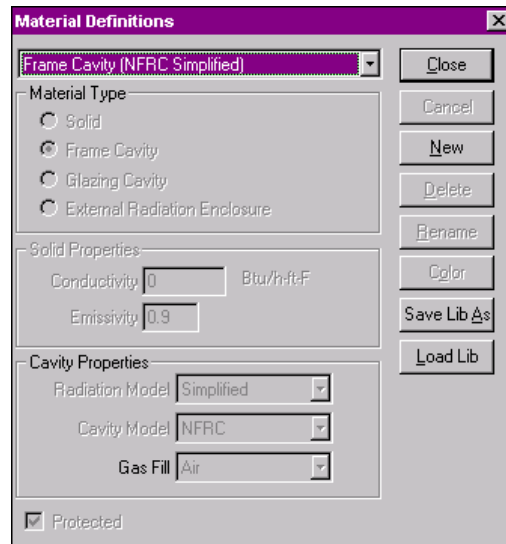 Material Definitions
Frame Cavity (NFRC Simplified)
Material Type
Solid
Frame Cavity
Glazing Cavity
External Radiation Enclosure
Solid Properties
Conductivity 0 Btu/h-ft-F
Emissivity 0.9
Cavity Properties
Radiation Model Simplified
Cavity Model NFRC
Gas Fill Air
Protected
Close
Cancel
New
Delete
Rename
Color
Save Lib As
Load Lib